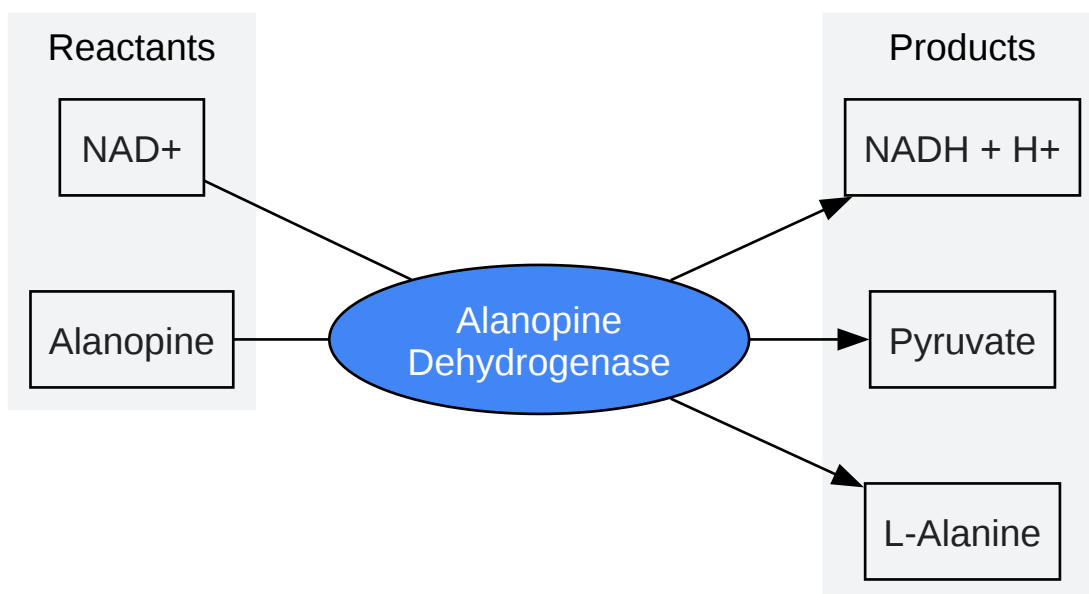 Reactants
NAD+
Alanopine
Alanopine
Dehydrogenase
Products
NADH + H+
Pyruvate
L-Alanine